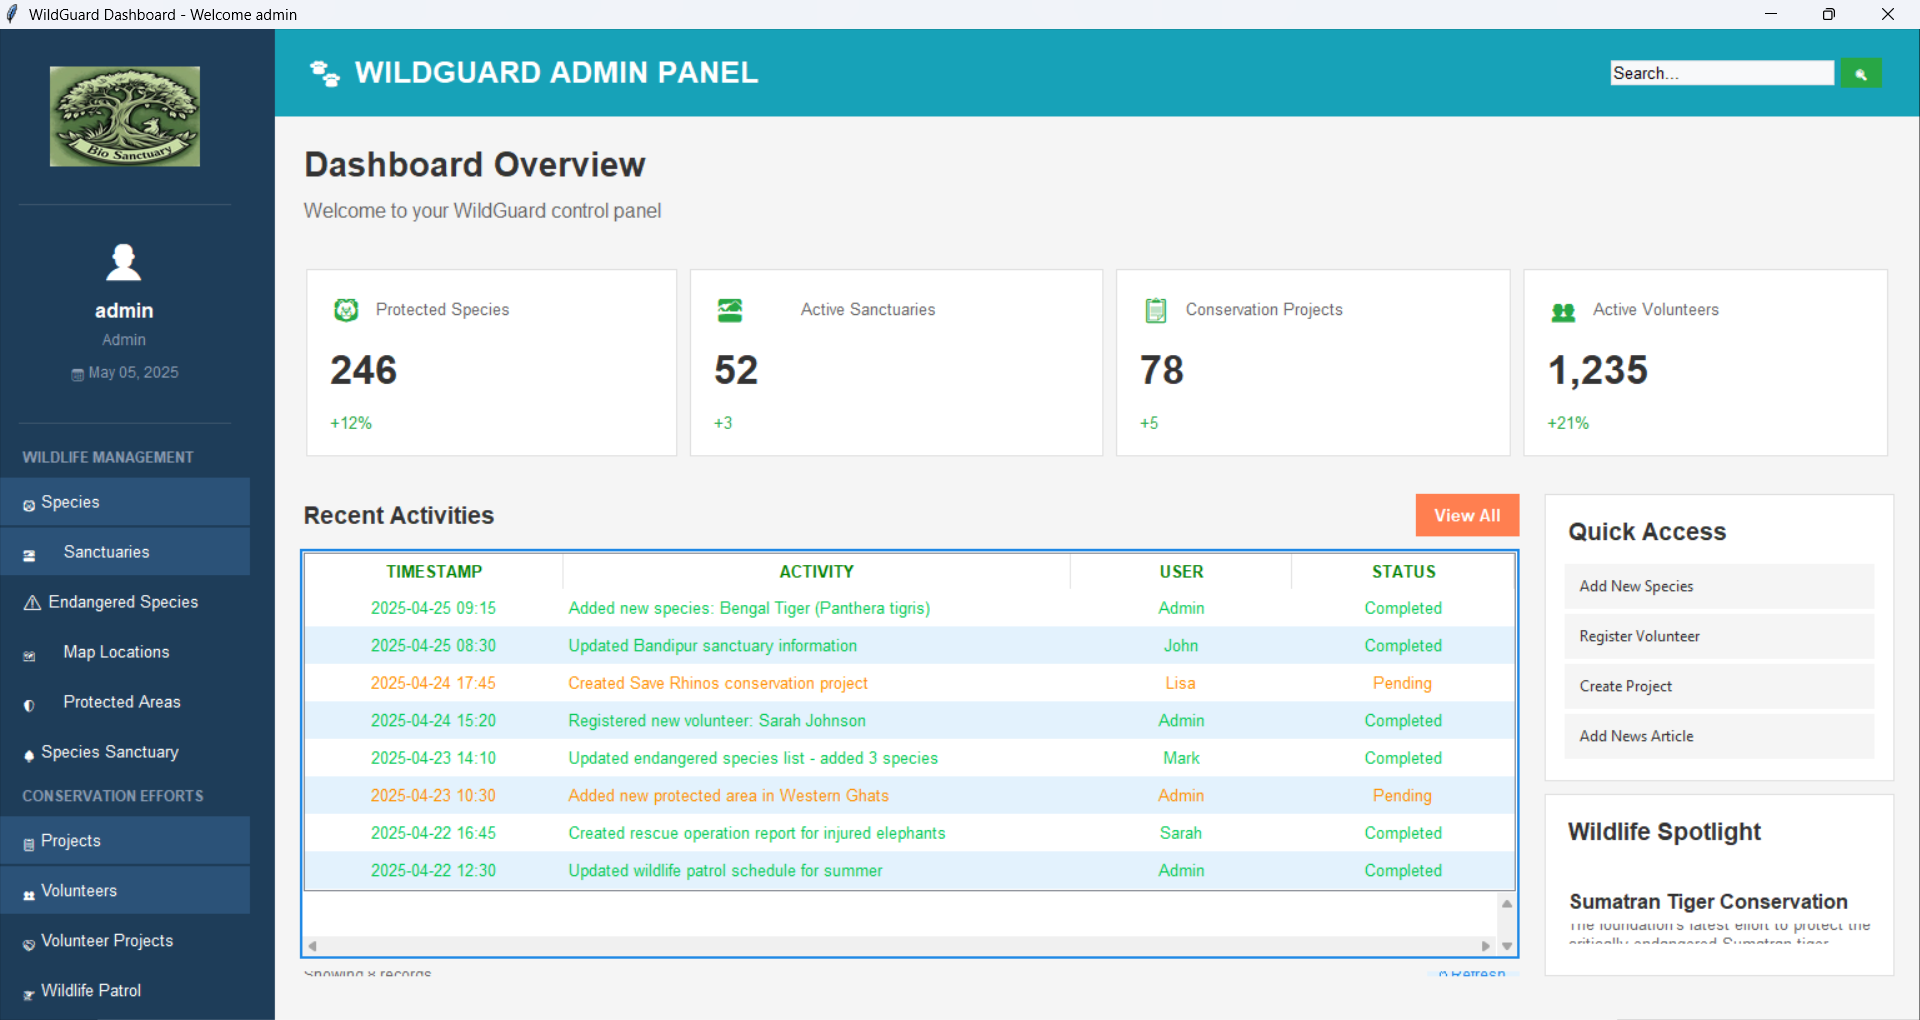 WildGuard Dashboard - Welcome admin
Bio Sanctuary
admin
Admin
May 05, 2025
WILDLIFE MANAGEMENT
Species
Sanctuaries
Endangered Species
Map Locations
Protected Areas
Species Sanctuary
CONSERVATION EFFORTS
Projects
Volunteers
Volunteer Projects
Wildlife Patrol
WILDGUARD ADMIN PANEL
Search...
Dashboard Overview
Welcome to your WildGuard control panel
Protected Species
246
+12%
Active Sanctuaries
52
+3
Conservation Projects
78
+5
Active Volunteers
1,235
+21%
Recent Activities
View All
TIMESTAMP ACTIVITY USER STATUS
2025-04-25 09:15 Added new species: Bengal Tiger (Panthera tigris) Admin Completed
2025-04-25 08:30 Updated Bandipur sanctuary information John Completed
2025-04-24 17:45 Created Save Rhinos conservation project Lisa Pending
2025-04-24 15:20 Registered new volunteer: Sarah Johnson Admin Completed
2025-04-23 14:10 Updated endangered species list - added 3 species Mark Completed
2025-04-23 10:30 Added new protected area in Western Ghats Admin Pending
2025-04-22 16:45 Created rescue operation report for injured elephants Sarah Completed
2025-04-22 12:30 Updated wildlife patrol schedule for summer Admin Completed
Showing 8 records
Refresh
Quick Access
Add New Species
Register Volunteer
Create Project
Add News Article
Wildlife Spotlight
Sumatran Tiger Conservation
The foundation's latest effort to protect the
critically endangered Sumatran tiger